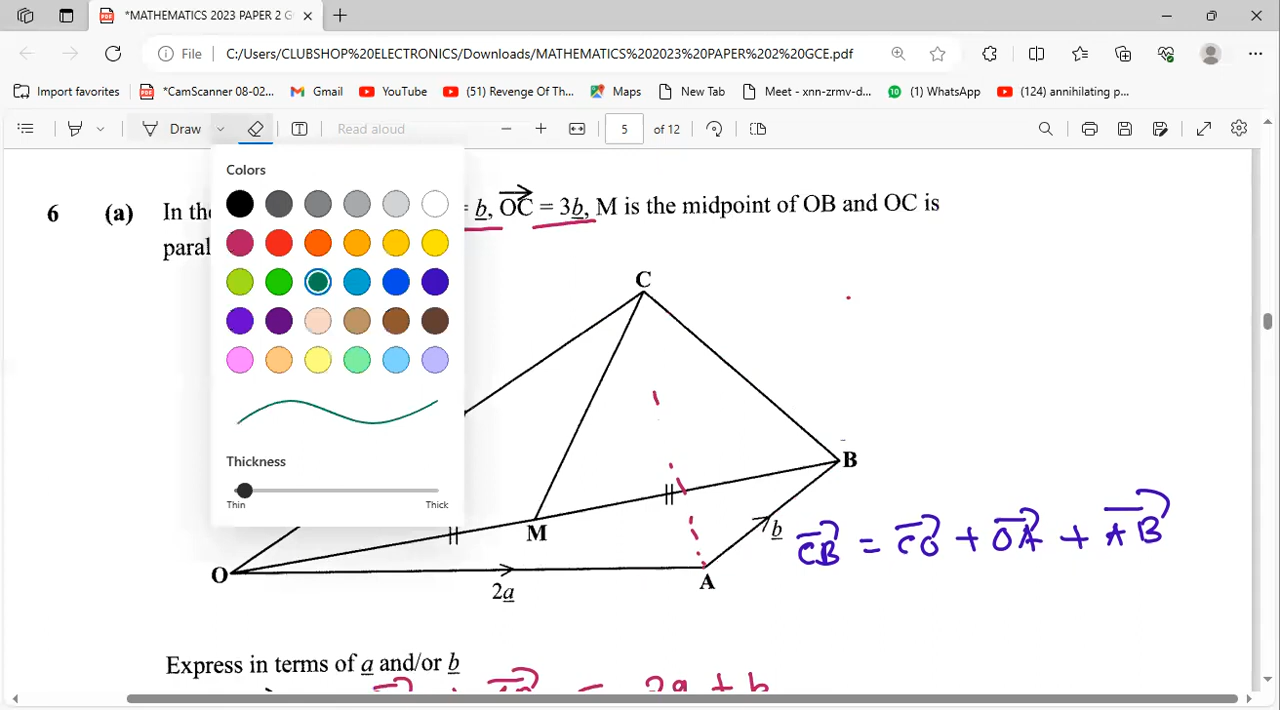 *MATHEMATICS 2023 PAPER 2 G
File C:/Users/CLUBSHOP%20ELECTRONICS/Downloads/MATHEMATICS%202023%20PAPER%202%20GCE.pdf
Import favorites *CamScanner 08-02... Gmail YouTube (51) Revenge Of Th... Maps New Tab Meet - xnn-zrmv-d... 10 (1) WhatsApp (124) annihilating p...
Draw Read aloud 5 of 12
Colors
6 (a) In the = b, OC = 3b, M is the midpoint of OB and OC is
paral
C
Thickness
Thin Thick
B
M
b
CB = CO + OA + AB
O
A
2a
Express in terms of a and/or b
= 2a + b